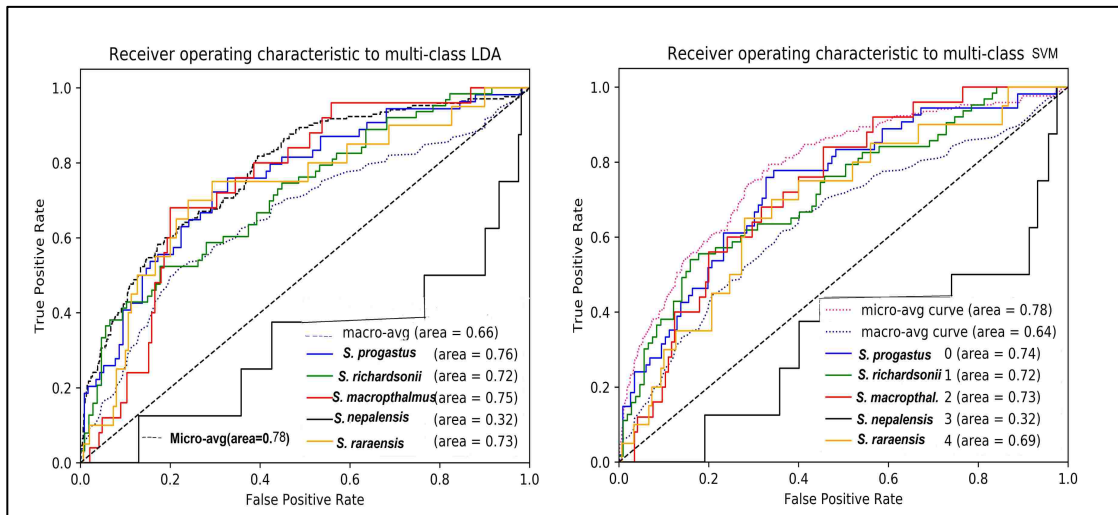 Receiver operating characteristic to multi-class LDA
1.0
0.8
0.6
0.4
0.2
0.0
True Positive Rate
0.0 0.2 0.4 0.6 0.8 1.0
False Positive Rate
macro-avg (area = 0.66)
S. progastus (area = 0.76)
S. richardsonii (area = 0.72)
S. macropthalmus (area = 0.75)
S. nepalensis (area = 0.32)
S. raraensis (area = 0.73)
Micro-avg(area=0.78)
Receiver operating characteristic to multi-class SVM
1.0
0.8
0.6
0.4
0.2
0.0
True Positive Rate
0.0 0.2 0.4 0.6 0.8 1.0
False Positive Rate
micro-avg curve (area = 0.78)
macro-avg curve (area = 0.64)
S. progastus 0 (area = 0.74)
S. richardsonii 1 (area = 0.72)
S. macropthal. 2 (area = 0.73)
S. nepalensis 3 (area = 0.32)
S. raraensis 4 (area = 0.69)